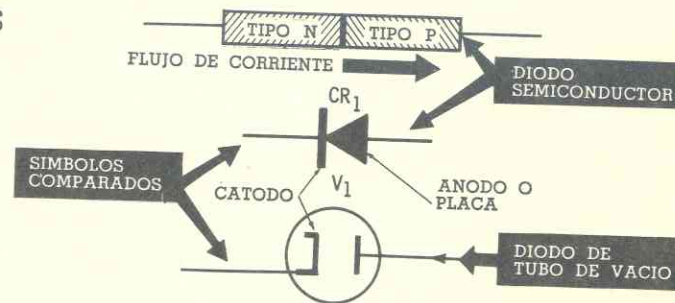 S
TIPO N TIPO P
FLUJO DE CORRIENTE
DIODO
SEMICONDUCTOR
CR1
SIMBOLOS
COMPARADOS
CATODO
V1
ANODO O
PLACA
DIODO DE
TUBO DE VACIO